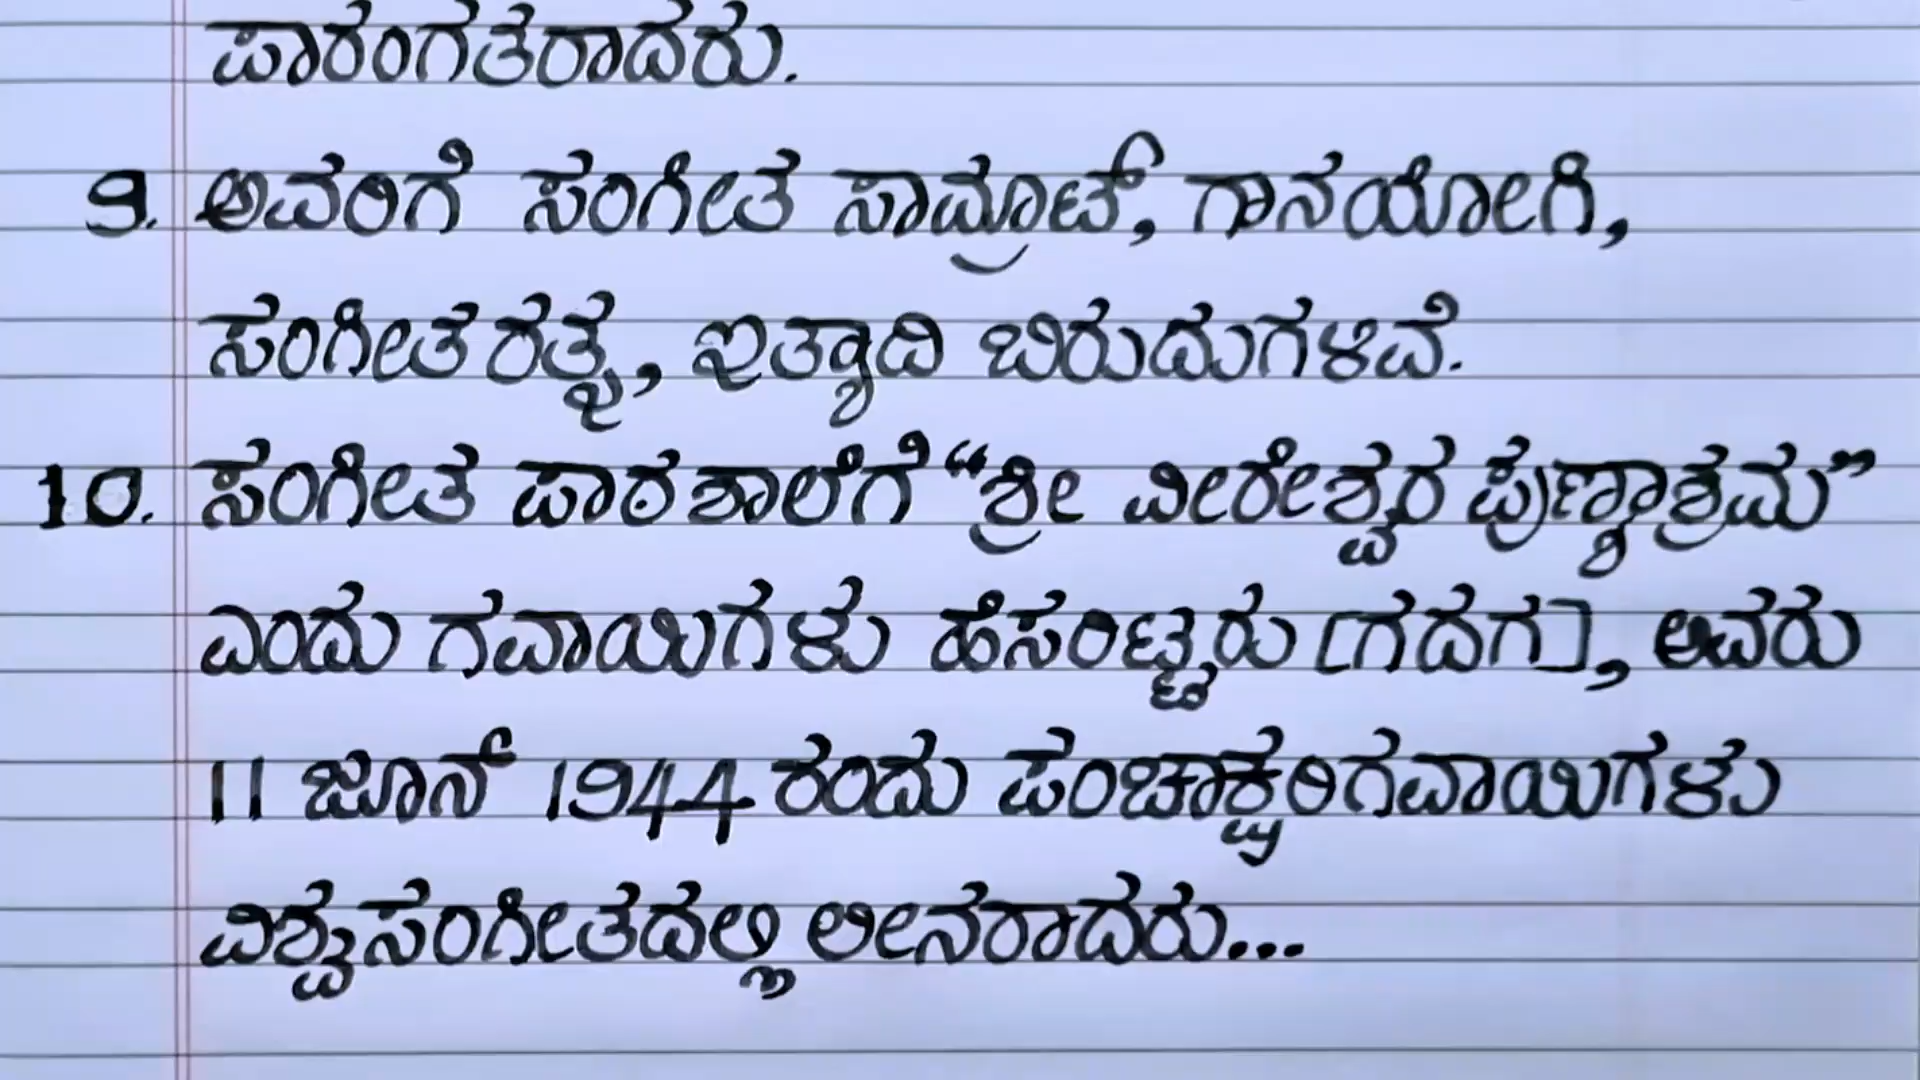 ಪಾರಂಗತರಾದರು.
9. ಅವರಿಗೆ ಸಂಗೀತ ಸಾಮ್ರಾಟ್, ಗಾನಯೋಗಿ,
ಸಂಗೀತ ರತ್ನ, ಇತ್ಯಾದಿ ಬಿರುದುಗಳಿವೆ.
10. ಸಂಗೀತ ಪಾಠಶಾಲೆಗೆ “ಶ್ರೀ ವೀರೇಶ್ವರ ಪುಣ್ಯಾಶ್ರಮ”
ಎಂದು ಗವಾಯಿಗಳು ಹೆಸರಿಟ್ಟರು [ಗದಗ], ಅವರು
11 ಜೂನ್ 1944 ರಂದು ಪಂಚಾಕ್ಷರಿಗವಾಯಿಗಳು
ವಿಶ್ವಸಂಗೀತದಲ್ಲಿ ಲೀನರಾದರು...